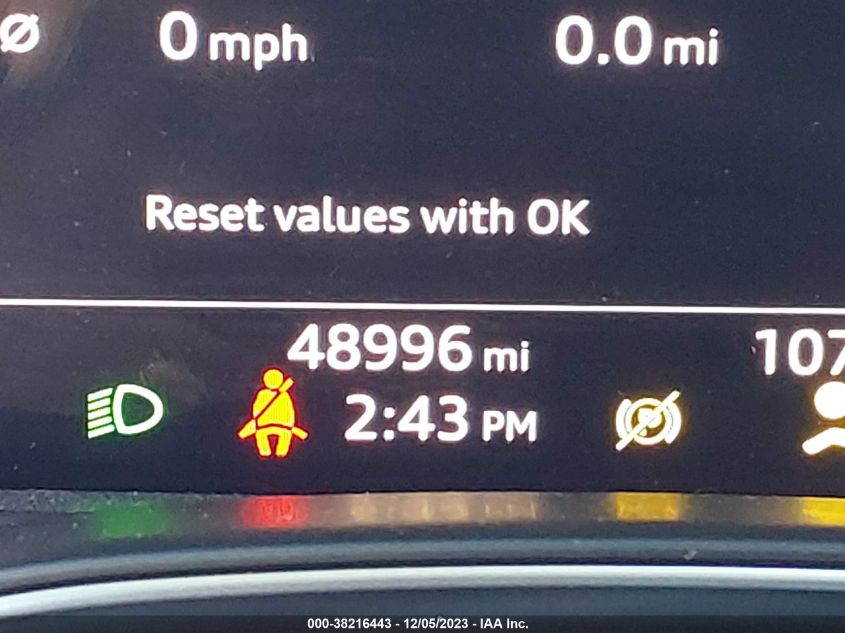 Ø 0 mph 0.0 mi
Reset values with OK
48996 mi 107
2:43 PM
000-38216443 - 12/05/2023 - IAA Inc.